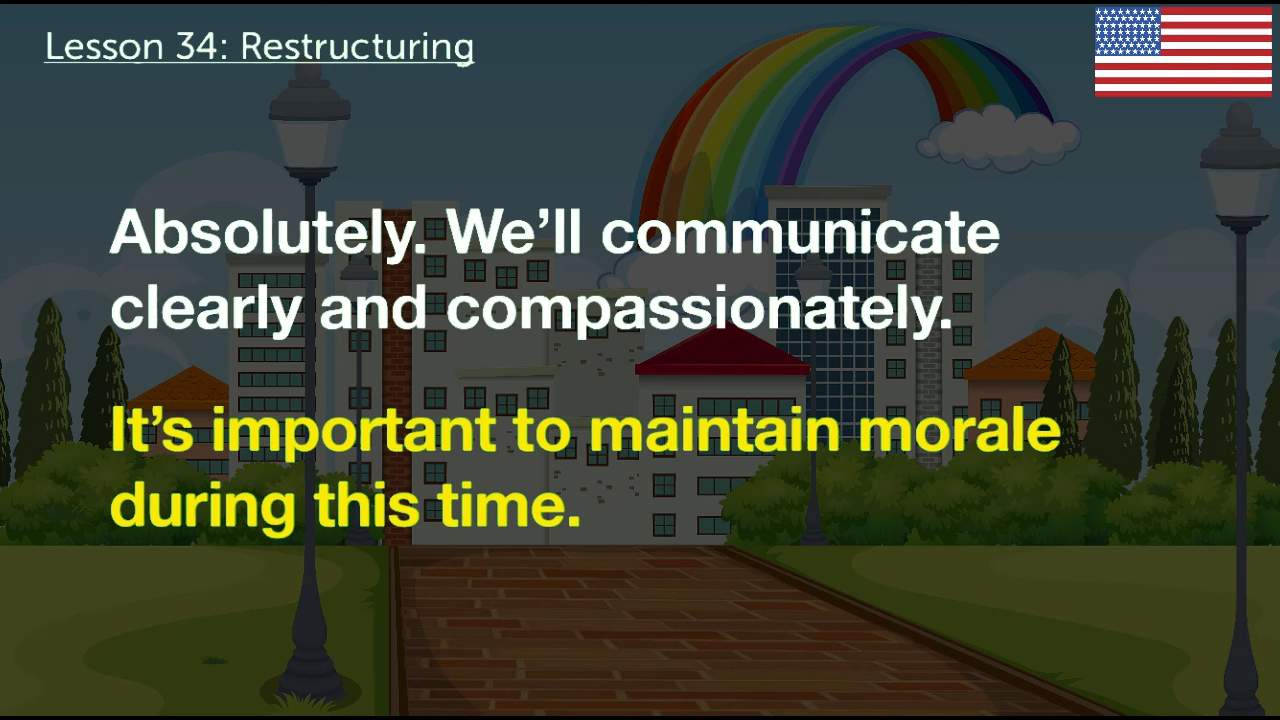 Lesson 34: Restructuring
Absolutely. We’ll communicate
clearly and compassionately.
It’s important to maintain morale
during this time.